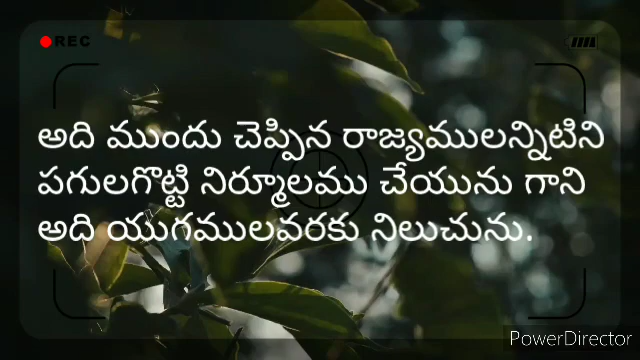 REC
అది ముందు చెప్పిన రాజ్యములన్నిటిని
పగులగొట్టి నిర్మూలము చేయును గాని
అది యుగములవరకు నిలుచును.
PowerDirector